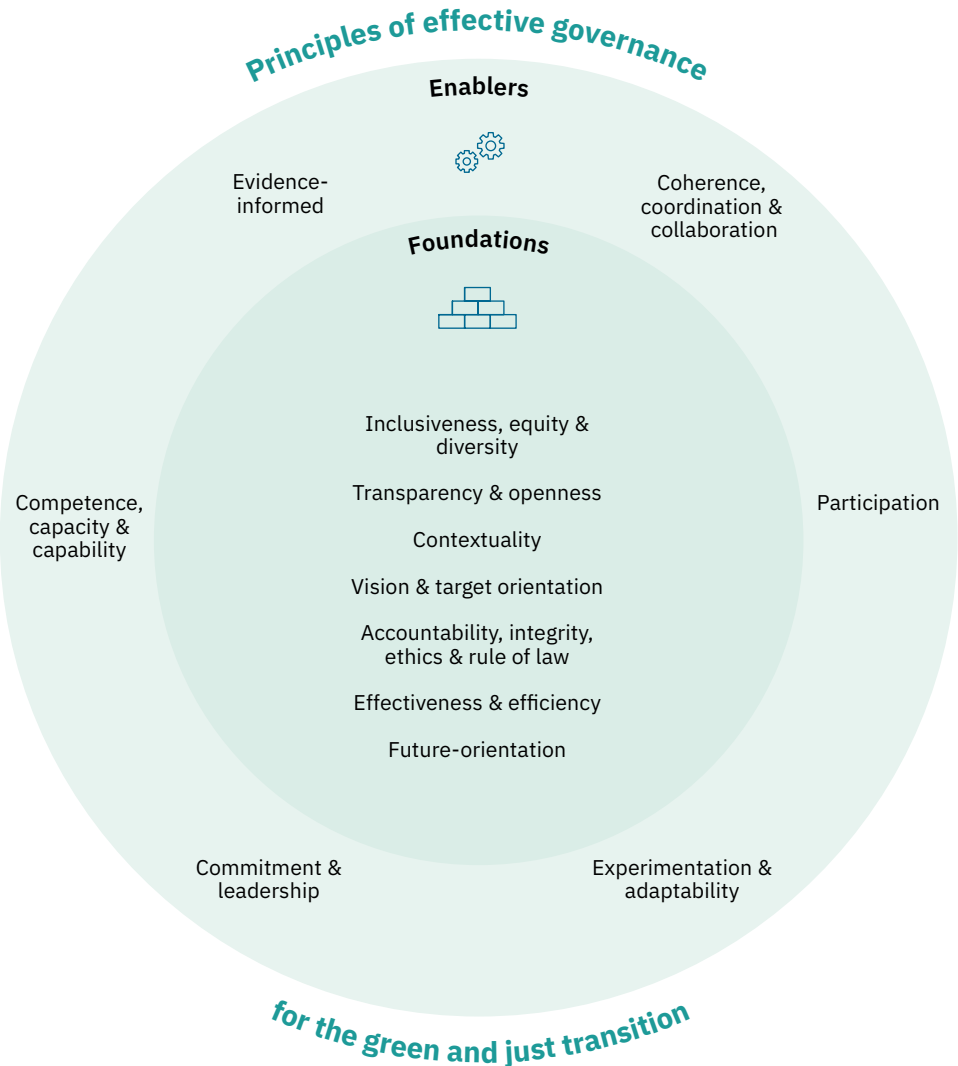 Principles of effective governance
Enablers
Evidence-
informed
Coherence,
coordination &
collaboration
Foundations
Inclusiveness, equity &
diversity
Transparency & openness
Competence,
capacity &
capability
Participation
Contextuality
Vision & target orientation
Accountability, integrity,
ethics & rule of law
Effectiveness & efficiency
Future-orientation
Commitment &
leadership
Experimentation &
adaptability
for the green and just transition